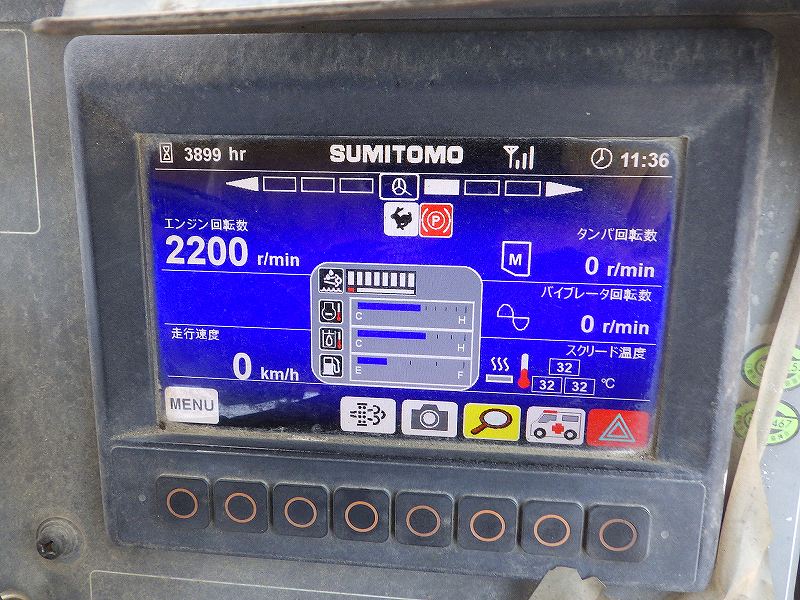 3899 hr SUMITOMO 11:36
エンジン回転数
2200 r/min
タンパ回転数
M 0 r/min
P
バイブレータ回転数
0 r/min
C H
C H
E F
走行速度
0 km/h
スクリード温度
32
32 32 ℃
MENU
467